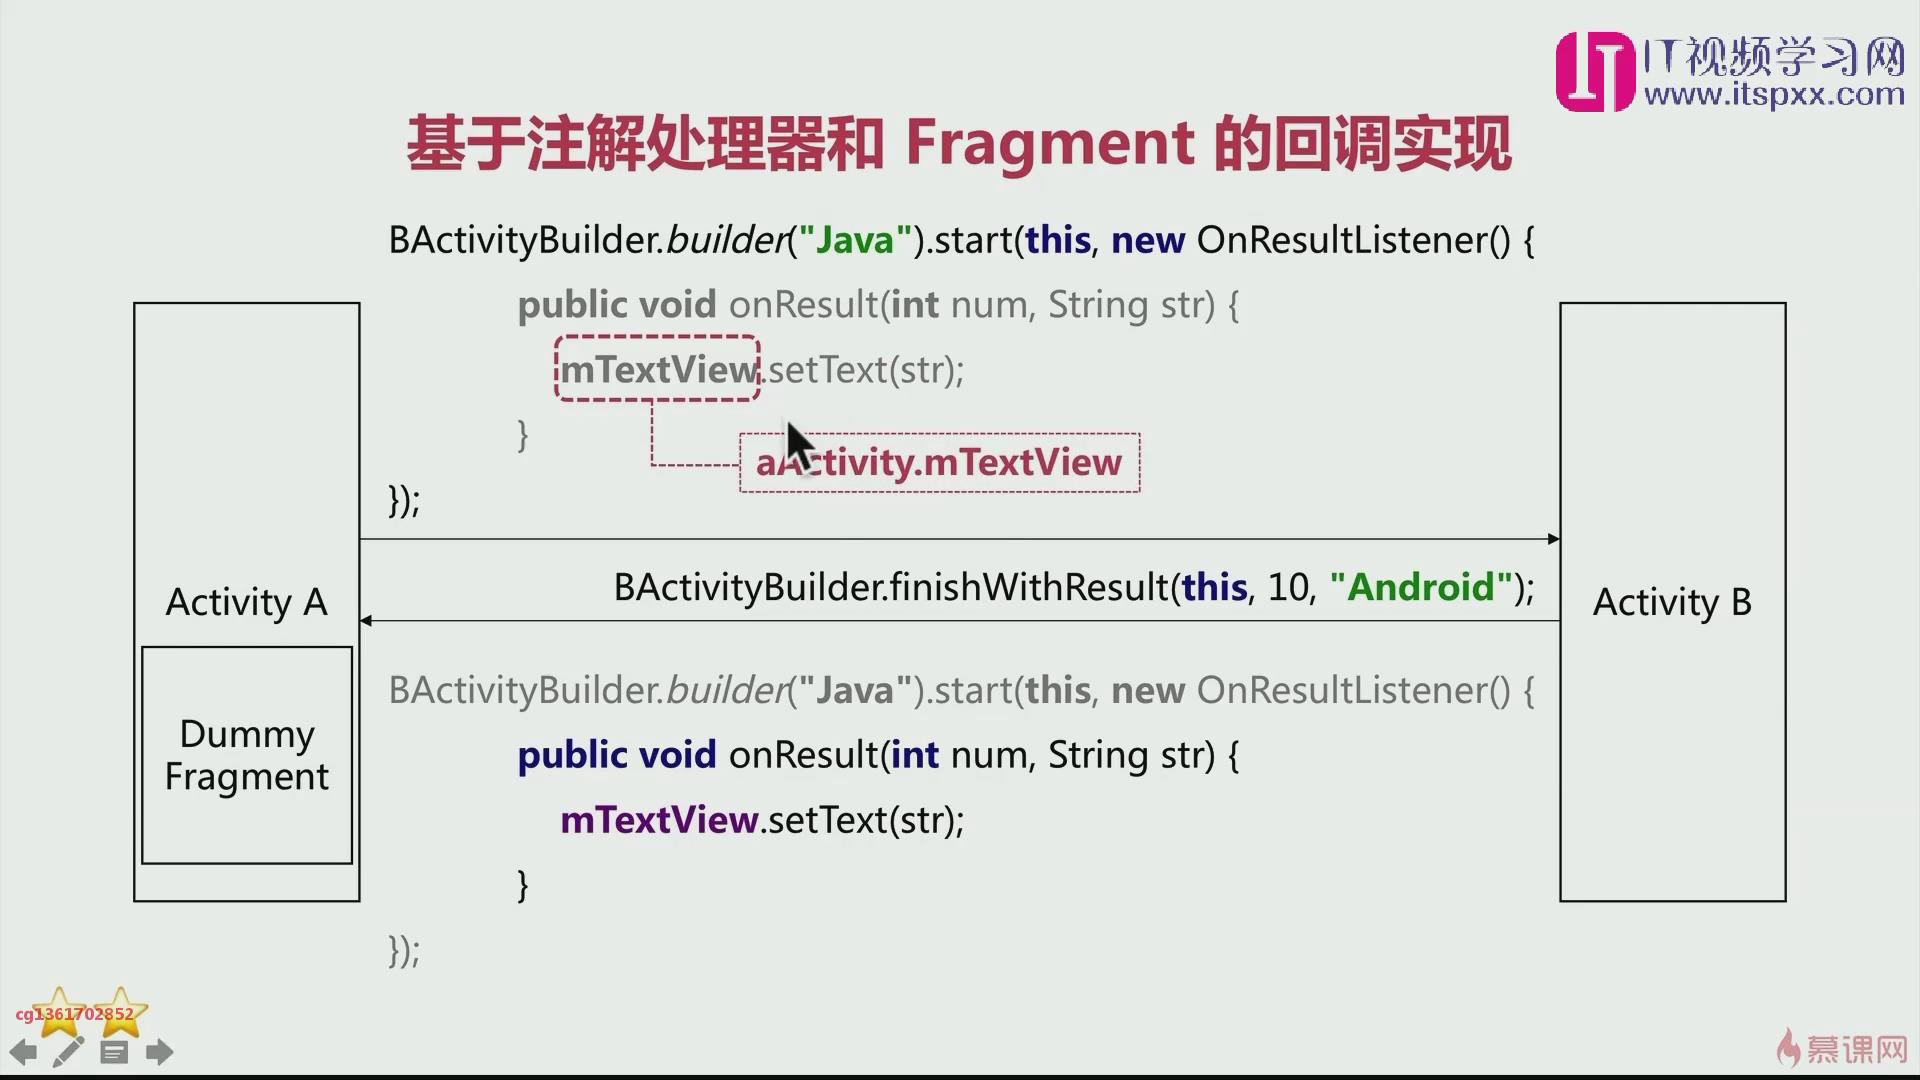 IT视频学习网
www.itspxx.com
基于注解处理器和 Fragment 的回调实现
BActivityBuilder.builder("Java").start(this, new OnResultListener() {
public void onResult(int num, String str) {
mTextView.setText(str);
}
aActivity.mTextView
});
BActivityBuilder.finishWithResult(this, 10, "Android");
Activity A
Activity B
Dummy
Fragment
BActivityBuilder.builder("Java").start(this, new OnResultListener() {
public void onResult(int num, String str) {
mTextView.setText(str);
}
});
cg1361702852
慕课网